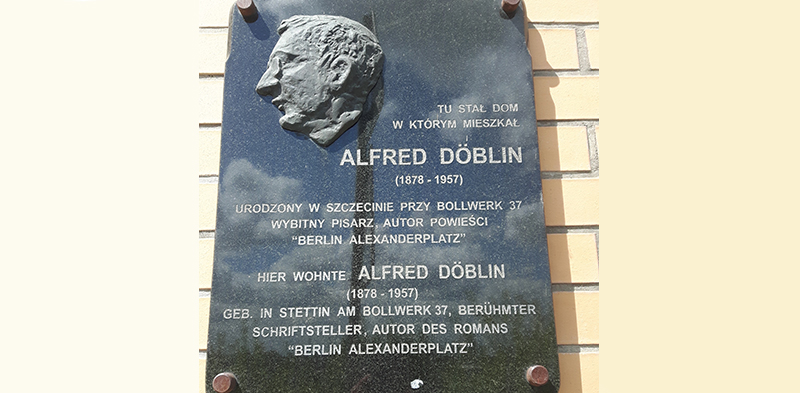 TU STAŁ DOM
W KTÓRYM MIESZKAŁ
ALFRED DÖBLIN
(1878 - 1957)
URODZONY W SZCZECINIE PRZY BOLLWERK 37
WYBITNY PISARZ, AUTOR POWIEŚCI
“BERLIN ALEXANDERPLATZ”
HIER WOHNTE ALFRED DÖBLIN
(1878 - 1957)
GEB. IN STETTIN AM BOLLWERK 37, BERÜHMTER
SCHRIFTSTELLER, AUTOR DES ROMANS
“BERLIN ALEXANDERPLATZ”